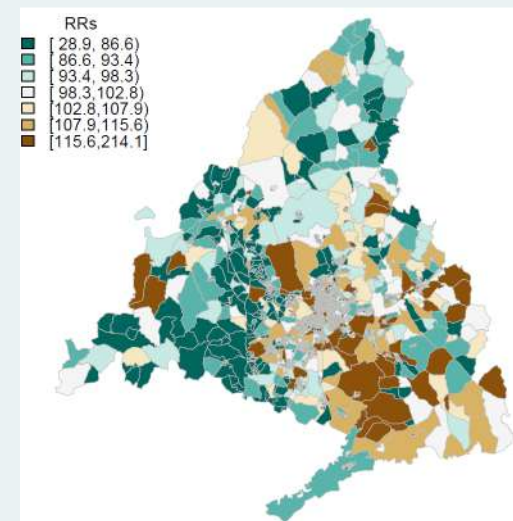 RRs
[ 28.9, 86.6)
[ 86.6, 93.4)
[ 93.4, 98.3)
[ 98.3,102.8)
[102.8,107.9)
[107.9,115.6)
[115.6,214.1]